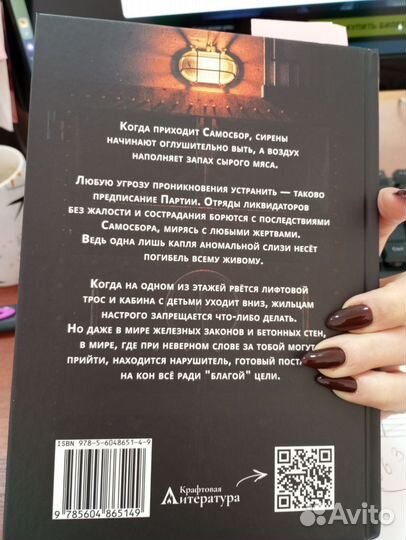 УПИТЬ БИЛЕ
Когда приходит Самосбор, сирены
начинают оглушительно выть, а воздух
наполняет запах сырого мяса.
Любую угрозу проникновения устранить — таково
предписание Партии. Отряды ликвидаторов
без жалости и сострадания борются с последствиями
Самосбора, мирясь с любыми жертвами.
Ведь одна лишь капля аномальной слизи несёт
погибель всему живому.
Когда на одном из этажей рвётся лифтовой
трос и кабина с детьми уходит вниз, жильцам
настрого запрещается что-либо делать.
Но даже в мире железных законов и бетонных стен,
в мире, где при неверном слове за тобой могут
прийти, находится нарушитель, готовый пост
на кон всё ради "благой" цели.
ISBN 978-5-6048651-4-9
9 785604 865149
Крафтовая
Литература
Avito